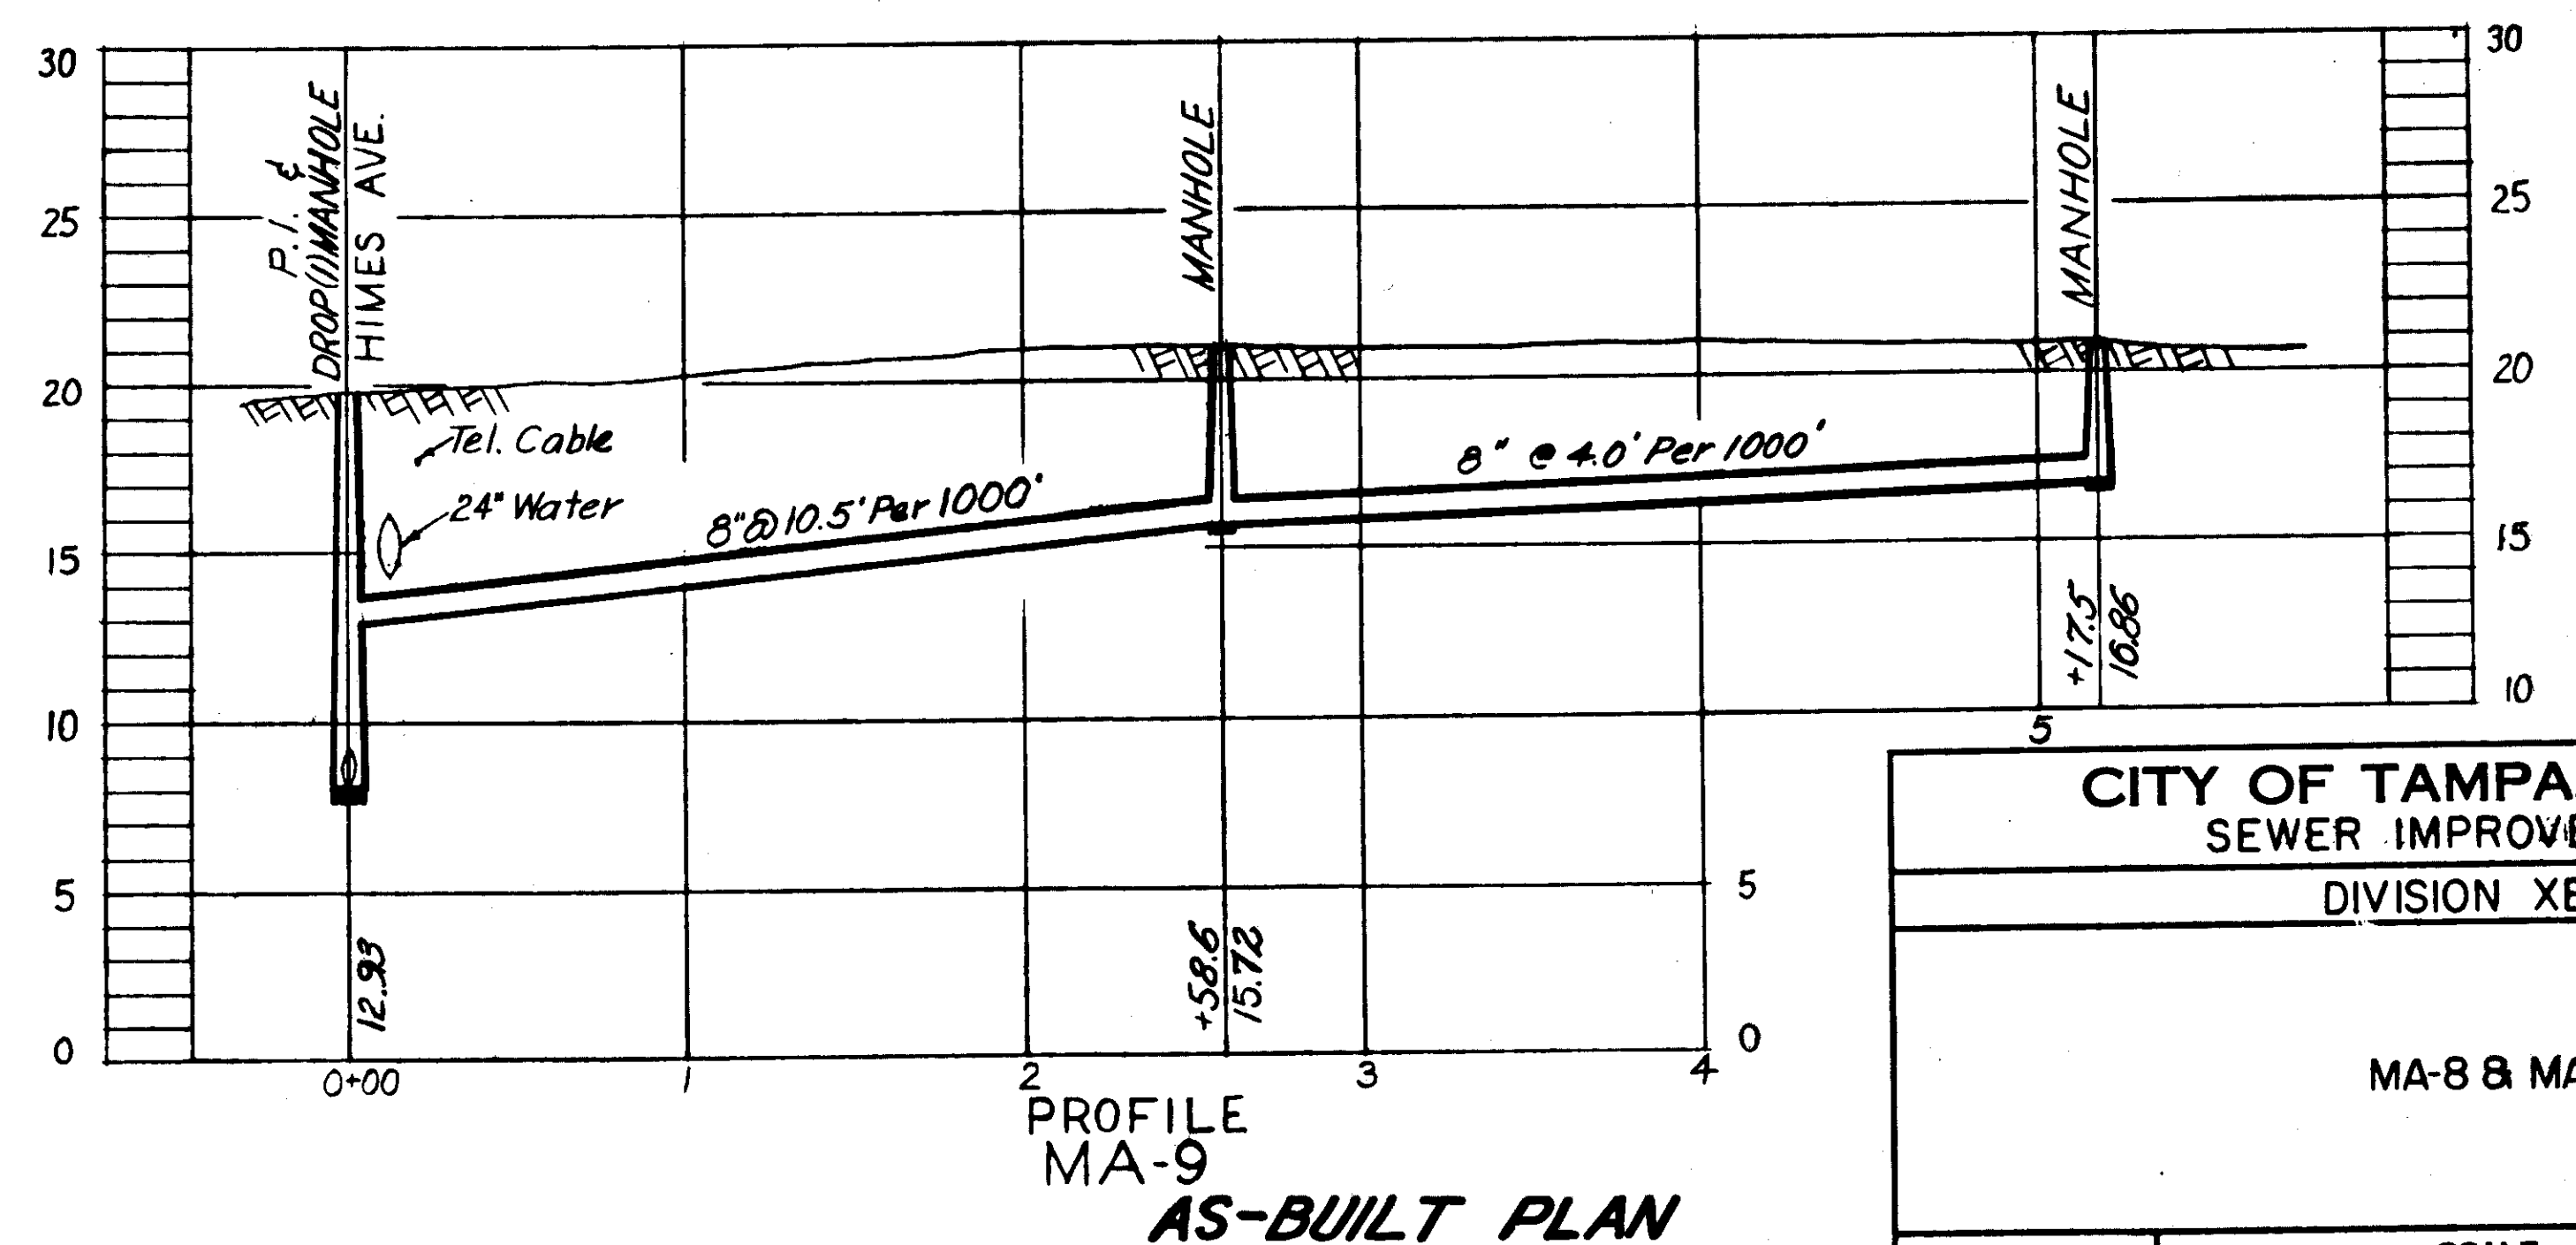 30
25
20
15
10
5
0
P.I. &
DROP(1)MANHOLE
HIMES AVE.
MANHOLE
MANHOLE
30
25
20
15
10
Tel. Cable
24" Water
8"@10.5' Per 1000'
8" @ 4.0' Per 1000'
+17.5
16.86
5
5
0
12.93
+58.6
15.72
0+00
1
2
3
4
PROFILE
MA-9
AS-BUILT PLAN
CITY OF TAMPA
SEWER IMPROVE
DIVISION XE
MA-8 & MA